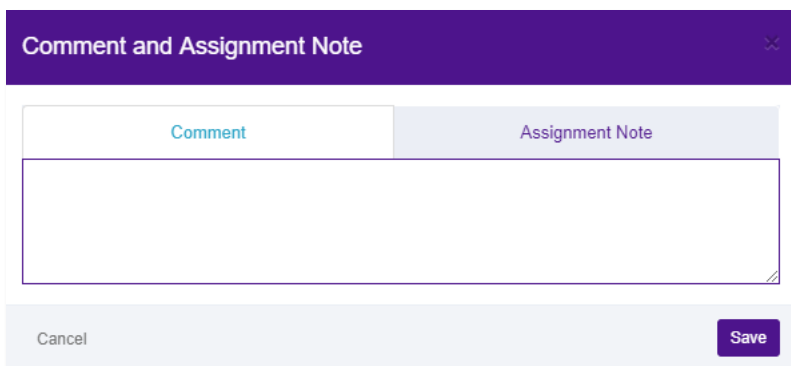 Comment and Assignment Note
Comment
Assignment Note
Cancel
Save